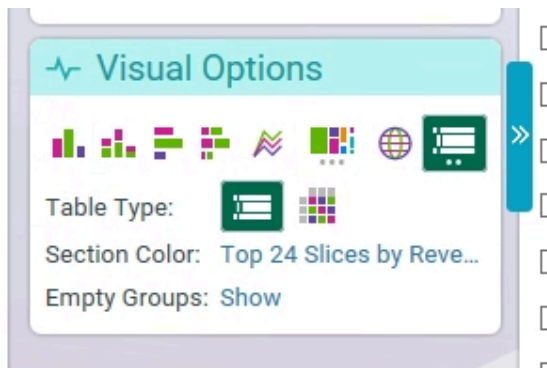 Visual Options
Table Type:
Section Color: Top 24 Slices by Reve...
Empty Groups: Show